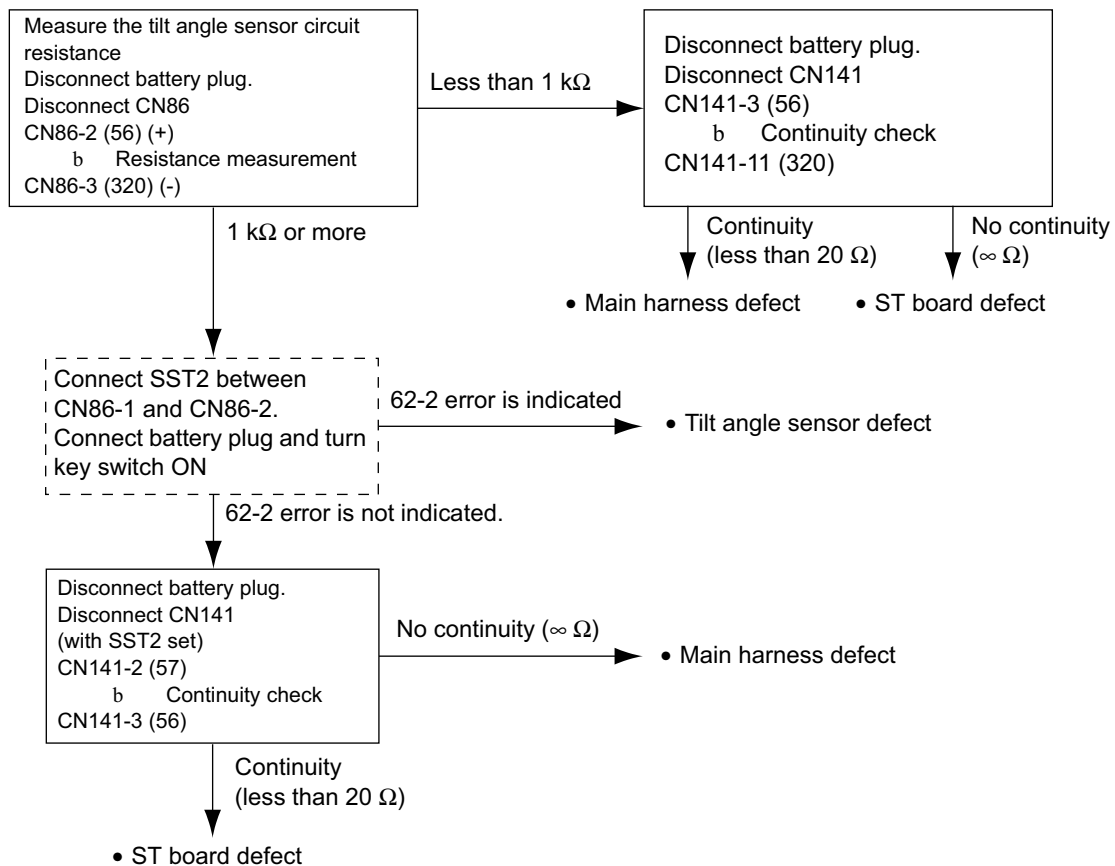 Measure the tilt angle sensor circuit
resistance
Disconnect battery plug.
Disconnect CN86
CN86-2 (56) (+)
b Resistance measurement
CN86-3 (320) (-)
Less than 1 kΩ
Disconnect battery plug.
Disconnect CN141
CN141-3 (56)
b Continuity check
CN141-11 (320)
1 kΩ or more
Continuity
(less than 20 Ω)
No continuity
(∞ Ω)
• Main harness defect
• ST board defect
Connect SST2 between
CN86-1 and CN86-2.
Connect battery plug and turn
key switch ON
62-2 error is indicated
• Tilt angle sensor defect
62-2 error is not indicated.
Disconnect battery plug.
Disconnect CN141
(with SST2 set)
CN141-2 (57)
b Continuity check
CN141-3 (56)
No continuity (∞ Ω)
• Main harness defect
Continuity
(less than 20 Ω)
• ST board defect